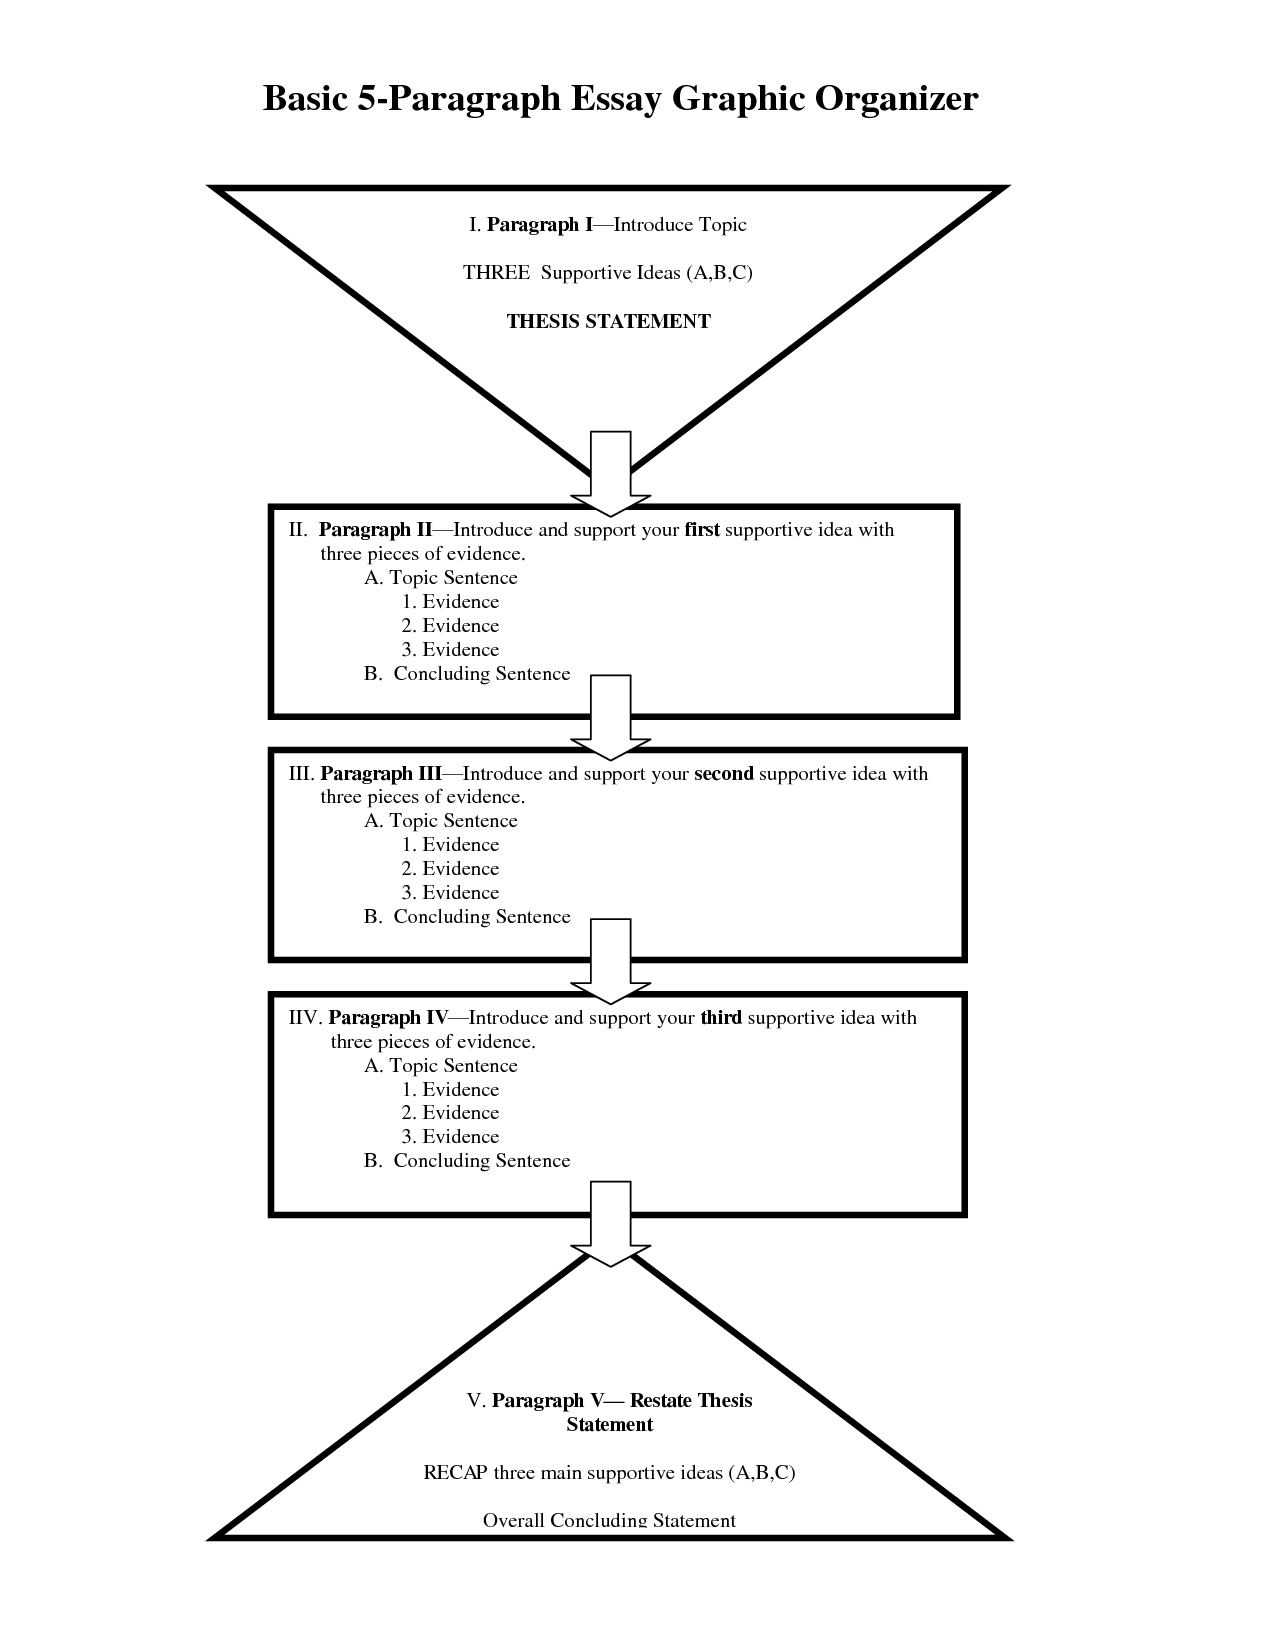 Basic 5-Paragraph Essay Graphic Organizer
I. Paragraph I—Introduce Topic
THREE  Supportive Ideas (A,B,C)
THESIS STATEMENT
II.  Paragraph II—Introduce and support your first supportive idea with
three pieces of evidence.
A. Topic Sentence
1. Evidence
2. Evidence
3. Evidence
B.  Concluding Sentence
III. Paragraph III—Introduce and support your second supportive idea with
three pieces of evidence.
A. Topic Sentence
1. Evidence
2. Evidence
3. Evidence
B.  Concluding Sentence
IIV. Paragraph IV—Introduce and support your third supportive idea with
three pieces of evidence.
A. Topic Sentence
1. Evidence
2. Evidence
3. Evidence
B.  Concluding Sentence
V. Paragraph V— Restate Thesis
Statement
RECAP three main supportive ideas (A,B,C)
Overall Concluding Statement